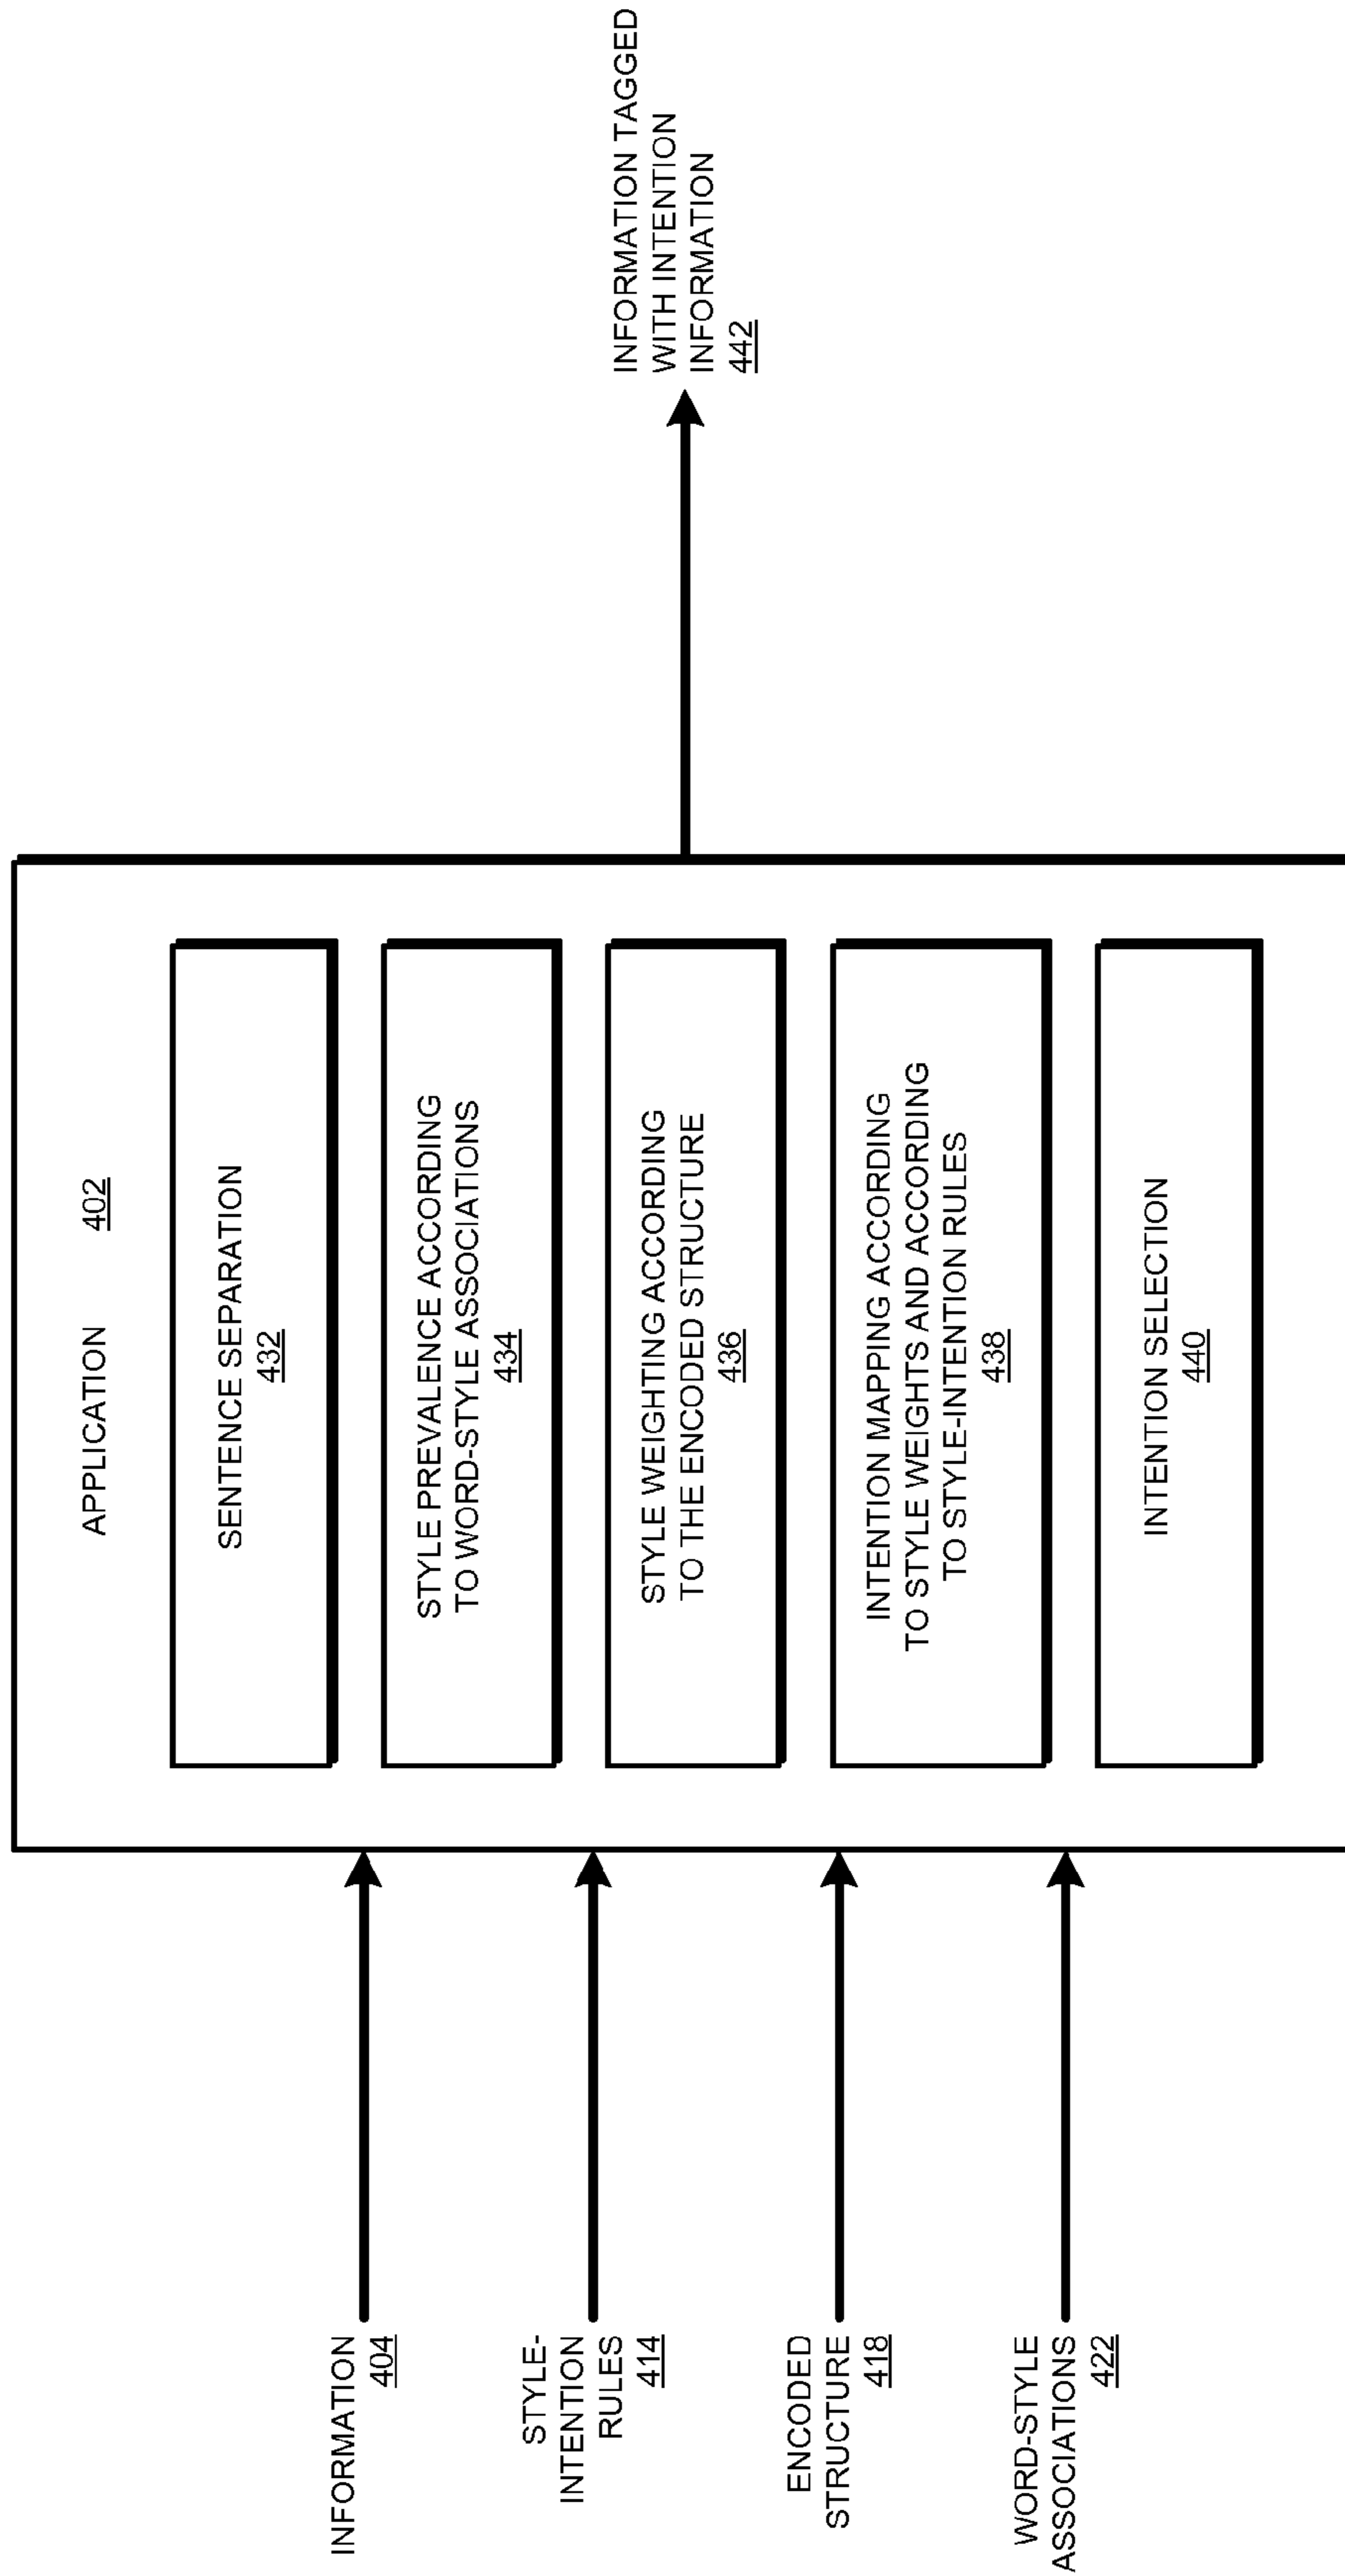 INFORMATION
404
STYLE-
INTENTION
RULES
414
ENCODED
STRUCTURE
418
WORD-STYLE
ASSOCIATIONS
422
APPLICATION 402
SENTENCE SEPARATION
432
STYLE PREVALENCE ACCORDING
TO WORD-STYLE ASSOCIATIONS
434
STYLE WEIGHTING ACCORDING
TO THE ENCODED STRUCTURE
436
INTENTION MAPPING ACCORDING
TO STYLE WEIGHTS AND ACCORDING
TO STYLE-INTENTION RULES
438
INTENTION SELECTION
440
INFORMATION TAGGED
WITH INTENTION
INFORMATION
442